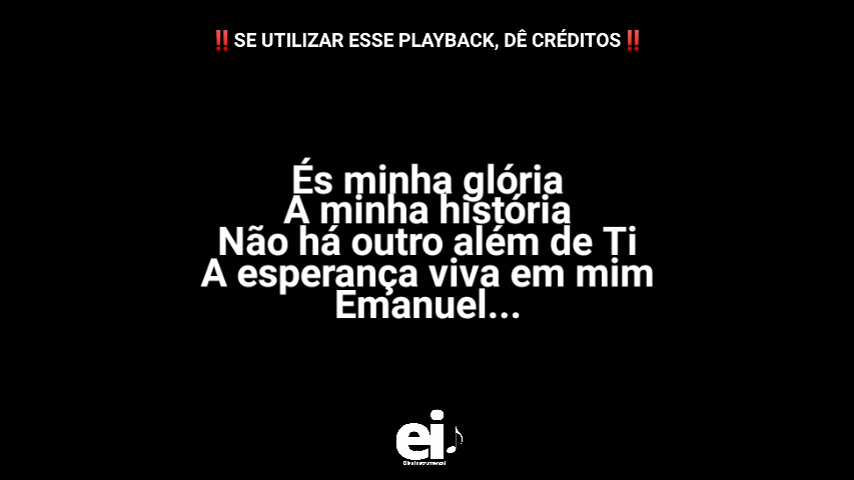 ‼️SE UTILIZAR ESSE PLAYBACK, DÊ CRÉDITOS‼️
És minha glória
A minha história
Não há outro além de Ti
A esperança viva em mim
Emanuel...
ei